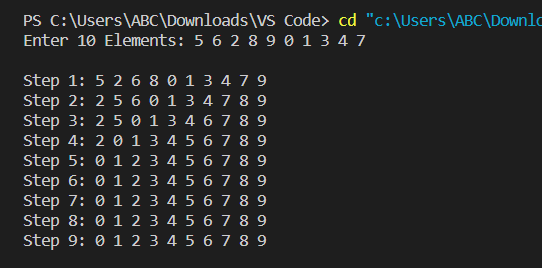 PS C:\Users\ABC\Downloads\VS Code> cd "c:\Users\ABC\Downlo
Enter 10 Elements: 5 6 2 8 9 0 1 3 4 7
Step 1: 5 2 6 8 0 1 3 4 7 9
Step 2: 2 5 6 0 1 3 4 7 8 9
Step 3: 2 5 0 1 3 4 6 7 8 9
Step 4: 2 0 1 3 4 5 6 7 8 9
Step 5: 0 1 2 3 4 5 6 7 8 9
Step 6: 0 1 2 3 4 5 6 7 8 9
Step 7: 0 1 2 3 4 5 6 7 8 9
Step 8: 0 1 2 3 4 5 6 7 8 9
Step 9: 0 1 2 3 4 5 6 7 8 9